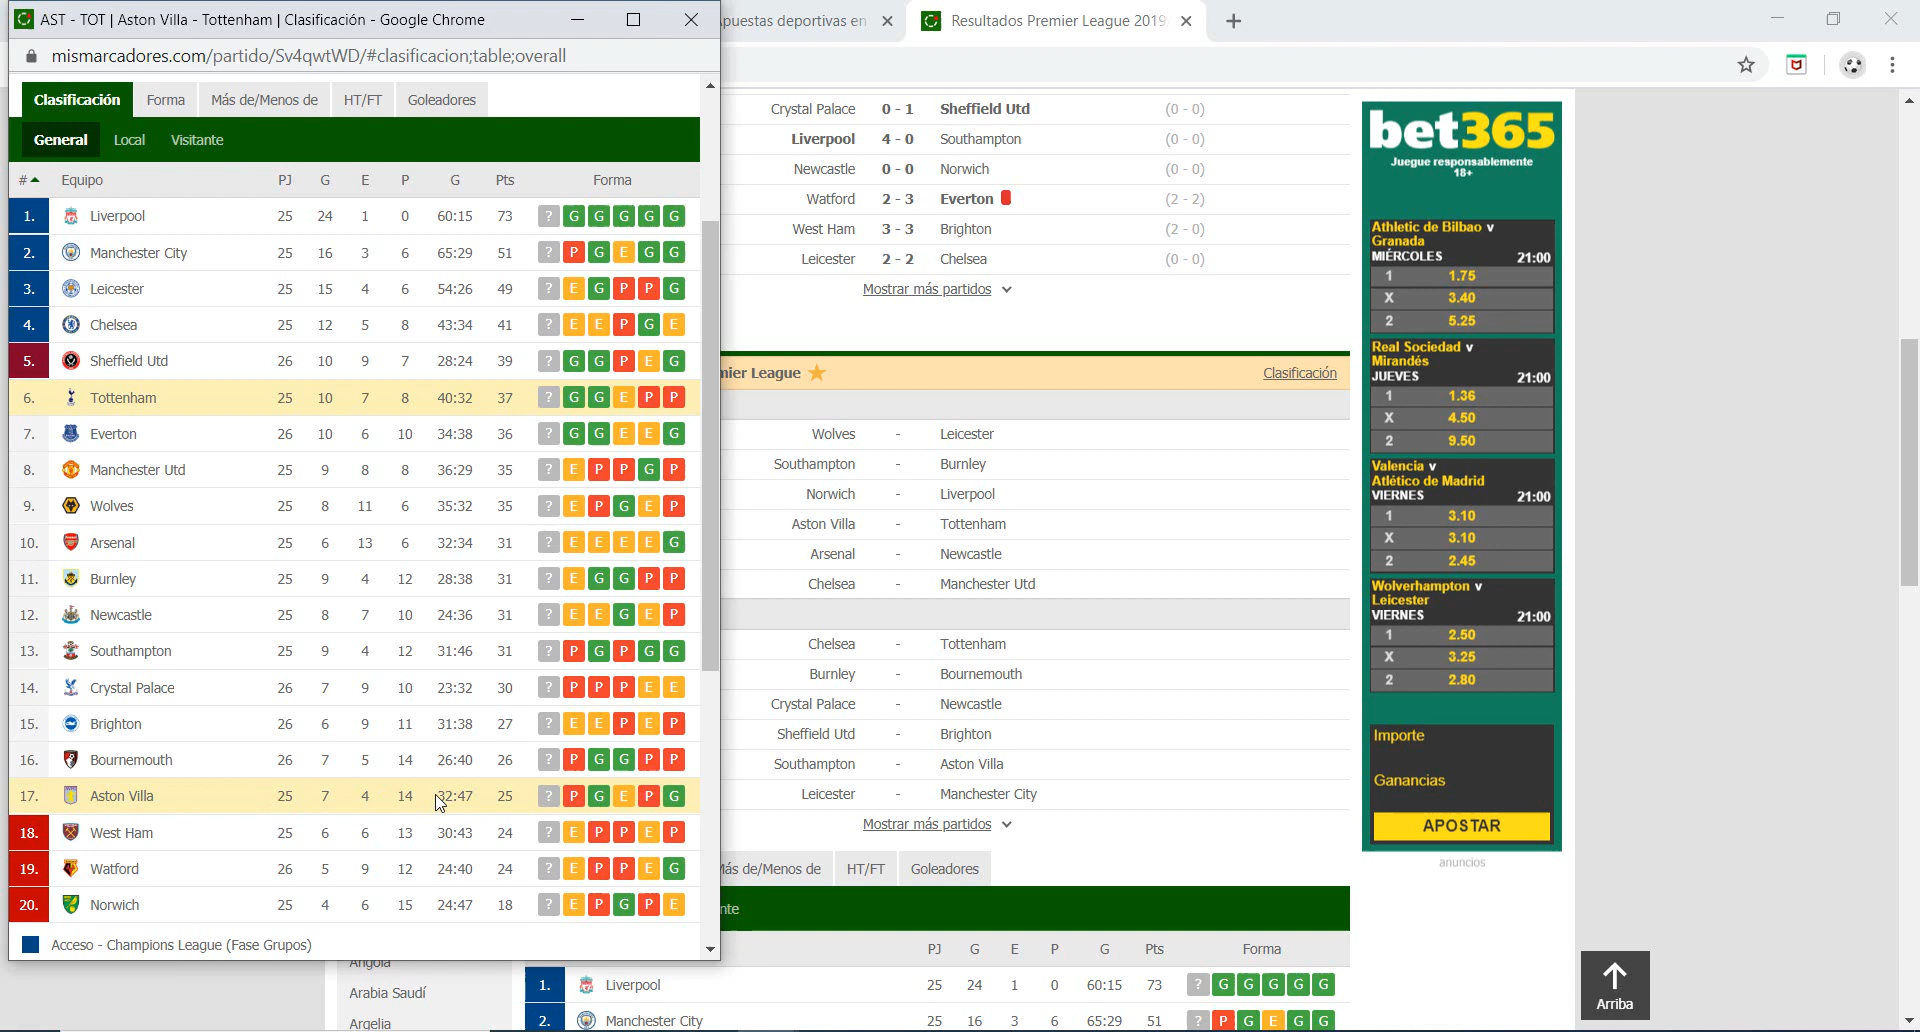 AST - TOT | Aston Villa - Tottenham | Clasificación - Google Chrome
mismarcadores.com/partido/Sv4qwtWD/#clasificacion;table;overall
Clasificación Forma Más de/Menos de HT/FT Goleadores
General Local Visitante
# Equipo PJ G E P G Pts Forma
1. Liverpool 25 24 1 0 60:15 73 ? G G G G G
2. Manchester City 25 16 3 6 65:29 51 ? P G E G G
3. Leicester 25 15 4 6 54:26 49 ? E G P P G
4. Chelsea 25 12 5 8 43:34 41 ? E E P G E
5. Sheffield Utd 26 10 9 7 28:24 39 ? G G P E G
6. Tottenham 25 10 7 8 40:32 37 ? G G E P P
7. Everton 26 10 6 10 34:38 36 ? G G E E G
8. Manchester Utd 25 9 8 8 36:29 35 ? E P P G P
9. Wolves 25 8 11 6 35:32 35 ? E P G E P
10. Arsenal 25 6 13 6 32:34 31 ? E E E E G
11. Burnley 25 9 4 12 28:38 31 ? E G G P P
12. Newcastle 25 8 7 10 24:36 31 ? E E G E P
13. Southampton 25 9 4 12 31:46 31 ? P G P G G
14. Crystal Palace 26 7 9 10 23:32 30 ? P P P E E
15. Brighton 26 6 9 11 31:38 27 ? E E P E P
16. Bournemouth 26 7 5 14 26:40 26 ? P G G P P
17. Aston Villa 25 7 4 14 32:47 25 ? P G E P G
18. West Ham 25 6 6 13 30:43 24 ? E P P E P
19. Watford 26 5 9 12 24:40 24 ? E P P E G
20. Norwich 25 4 6 15 24:47 18 ? E P G P E
Acceso - Champions League (Fase Grupos)
puestas deportivas en
Resultados Premier League 2019
Crystal Palace 0 - 1 Sheffield Utd (0 - 0)
Liverpool 4 - 0 Southampton (0 - 0)
Newcastle 0 - 0 Norwich (0 - 0)
Watford 2 - 3 Everton (2 - 2)
West Ham 3 - 3 Brighton (2 - 0)
Leicester 2 - 2 Chelsea (0 - 0)
Mostrar más partidos
mier League Clasificación
Wolves - Leicester
Southampton - Burnley
Norwich - Liverpool
Aston Villa - Tottenham
Arsenal - Newcastle
Chelsea - Manchester Utd
Chelsea - Tottenham
Burnley - Bournemouth
Crystal Palace - Newcastle
Sheffield Utd - Brighton
Southampton - Aston Villa
Leicester - Manchester City
Mostrar más partidos
Más de/Menos de HT/FT Goleadores
nte
PJ G E P G Pts Forma
1. Liverpool 25 24 1 0 60:15 73 ? G G G G G
2. Manchester City 25 16 3 6 65:29 51 ? P G E G G
Angola
Arabia Saudí
Argelia
bet365
Juegue responsablemente
18+
Athletic de Bilbao v
Granada
MIÉRCOLES 21:00
1 1.75
X 3.40
2 5.25
Real Sociedad v
Mirandés
JUEVES 21:00
1 1.36
X 4.50
2 9.50
Valencia v
Atlético de Madrid
VIERNES 21:00
1 3.10
X 3.10
2 2.45
Wolverhampton v
Leicester
VIERNES 21:00
1 2.50
X 3.25
2 2.80
Importe
Ganancias
APOSTAR
anuncios
Arriba